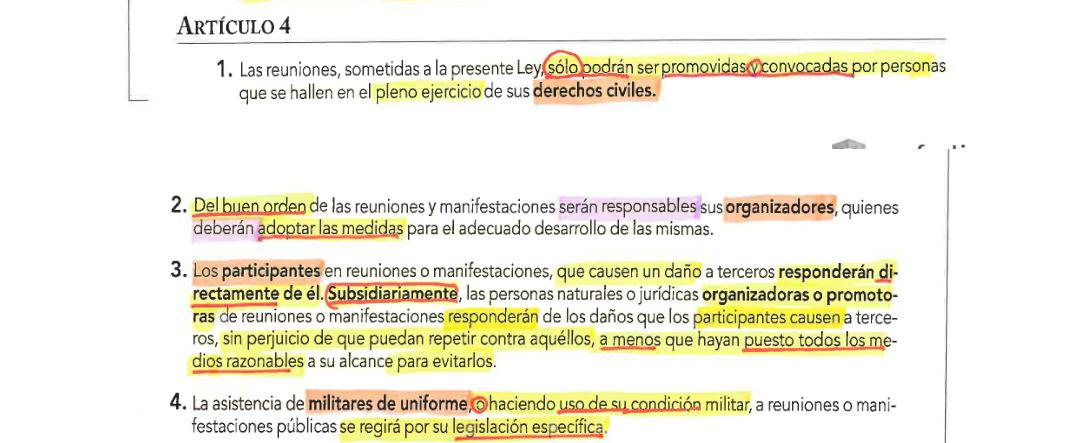 ARTÍCULO 4
1. Las reuniones, sometidas a la presente Ley, sólo podrán ser promovidas y convocadas por personas
que se hallen en el pleno ejercicio de sus derechos civiles.
2. Del buen orden de las reuniones y manifestaciones serán responsables sus organizadores, quienes
deberán adoptar las medidas para el adecuado desarrollo de las mismas.
3. Los participantes en reuniones o manifestaciones, que causen un daño a terceros responderán di-
rectamente de él. Subsidiariamente, las personas naturales o jurídicas organizadoras o promoto-
ras de reuniones o manifestaciones responderán de los daños que los participantes causen a terce-
ros, sin perjuicio de que puedan repetir contra aquéllos, a menos que hayan puesto todos los me-
dios razonables a su alcance para evitarlos.
4. La asistencia de militares de uniforme, o haciendo uso de su condición militar, a reuniones o mani-
festaciones públicas se regirá por su legislación específica.